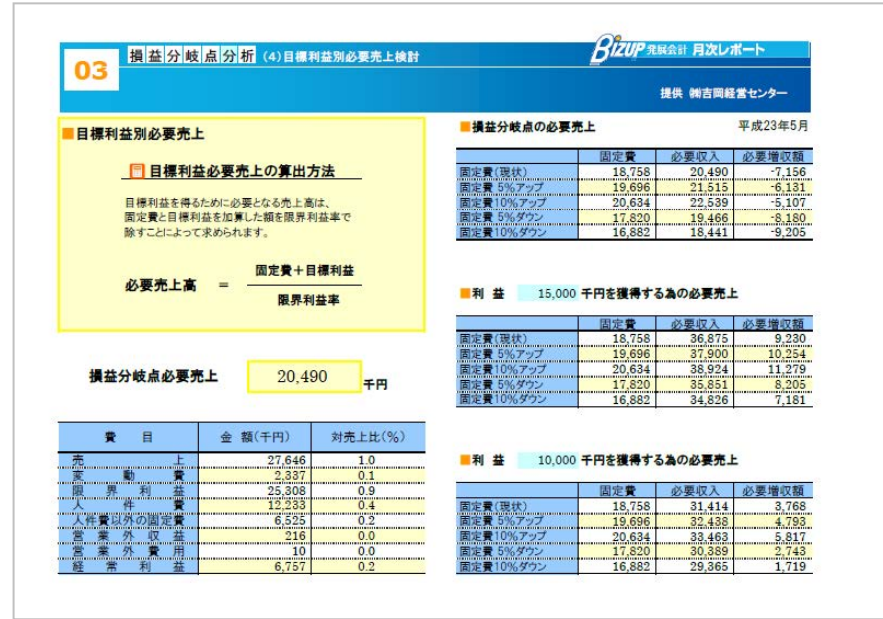 03
損益分岐点分析 (4)目標利益別必要売上検討
BIZUP 発展会計 月次レポート
提供 ㈱吉岡経営センター
■目標利益別必要売上
目標利益必要売上の算出方法
目標利益を得るために必要となる売上高は、
固定費と目標利益を加算した額を限界利益率で
除すことによって求められます。
必要売上高 = 固定費+目標利益
限界利益率
損益分岐点必要売上 20,490 千円
費 目 金 額(千円) 対売上比(%)
売 上 27,646 1.0
変 動 費 2,337 0.1
限 界 利 益 25,308 0.9
人 件 費 12,233 0.4
人件費以外の固定費 6,525 0.2
営 業 外 収 益 216 0.0
営 業 外 費 用 10 0.0
経 常 利 益 6,757 0.2
■損益分岐点の必要売上 平成23年5月
固定費 必要収入 必要増収額
固定費(現状) 18,758 20,490 -7,156
固定費 5%アップ 19,696 21,515 -6,131
固定費10%アップ 20,634 22,539 -5,107
固定費 5%ダウン 17,820 19,466 -8,180
固定費10%ダウン 16,882 18,441 -9,205
■利 益 15,000 千円を獲得する為の必要売上
固定費 必要収入 必要増収額
固定費(現状) 18,758 36,875 9,230
固定費 5%アップ 19,696 37,900 10,254
固定費10%アップ 20,634 38,924 11,279
固定費 5%ダウン 17,820 35,851 8,205
固定費10%ダウン 16,882 34,826 7,181
■利 益 10,000 千円を獲得する為の必要売上
固定費 必要収入 必要増収額
固定費(現状) 18,758 31,414 3,768
固定費 5%アップ 19,696 32,438 4,793
固定費10%アップ 20,634 33,463 5,817
固定費 5%ダウン 17,820 30,389 2,743
固定費10%ダウン 16,882 29,365 1,719